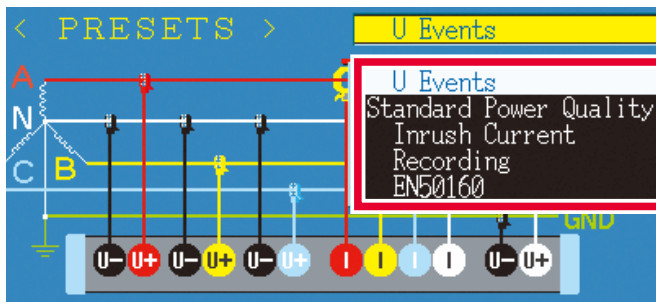 < PRESETS >
U Events
U Events
Standard Power Quality
Inrush Current
Recording
EN50160
A
N
C
B
GND
U- U+ U- U+ U- U+ I I I I U- U+